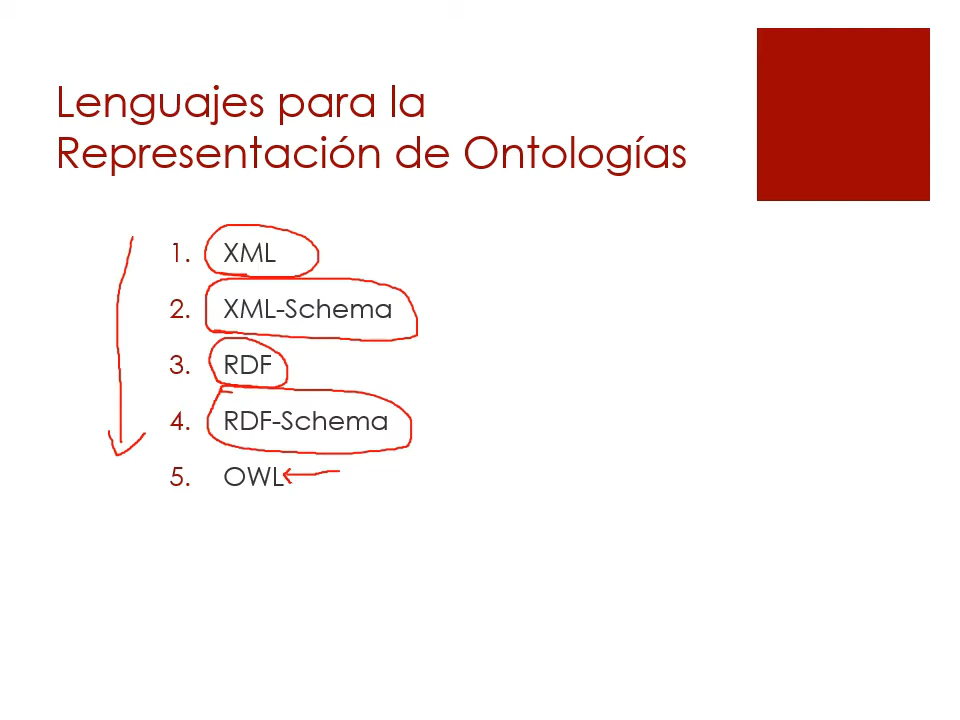 Lenguajes para la
Representación de Ontologías
1. XML
2. XML-Schema
3. RDF
4. RDF-Schema
5. OWL